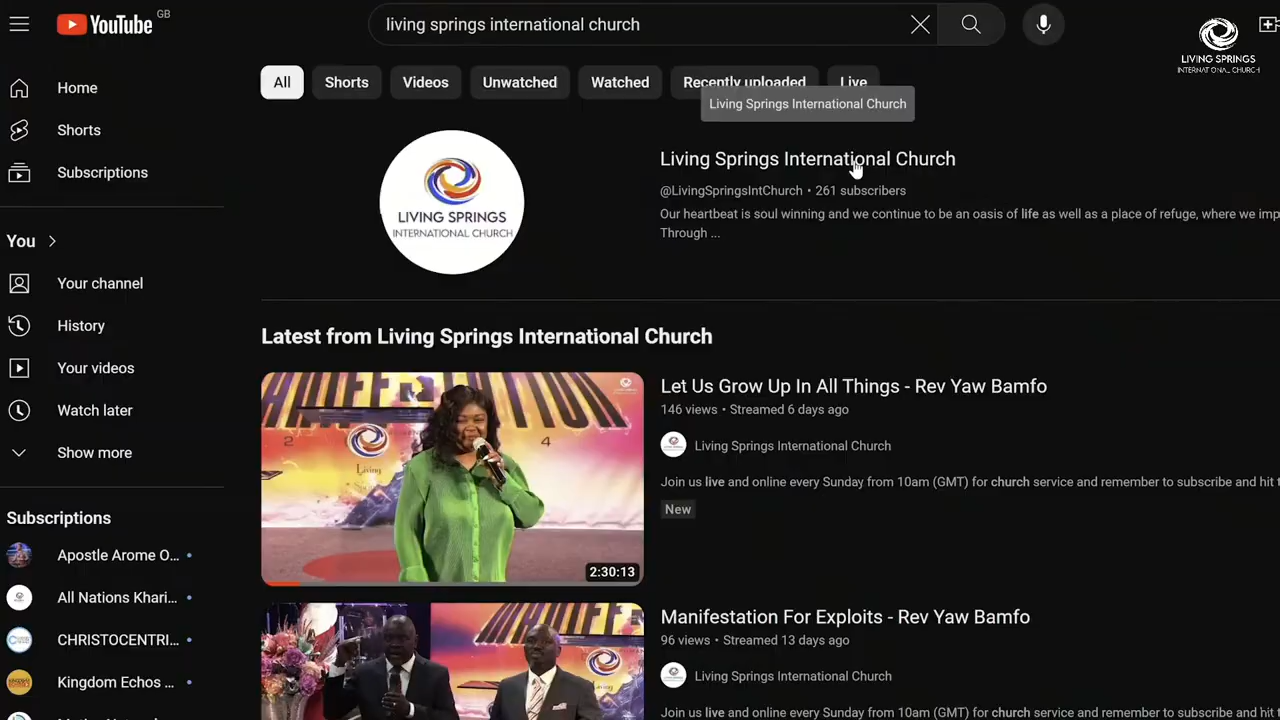 YouTube GB
living springs international church
LIVING SPRINGS
INTERNATIONAL CHURCH
Home
Shorts
Subscriptions
You
Your channel
History
Your videos
Watch later
Show more
Subscriptions
Apostle Arome O...
All Nations Khari...
CHRISTOCENTRI...
Kingdom Echos ...
All
Shorts
Videos
Unwatched
Watched
Recently uploaded
Live
Living Springs International Church
LIVING SPRINGS
INTERNATIONAL CHURCH
Living Springs International Church
@LivingSpringsIntChurch • 261 subscribers
Our heartbeat is soul winning and we continue to be an oasis of life as well as a place of refuge, where we imp
Through ...
Latest from Living Springs International Church
2
4
Living
2:30:13
Let Us Grow Up In All Things - Rev Yaw Bamfo
146 views • Streamed 6 days ago
Living Springs International Church
Join us live and online every Sunday from 10am (GMT) for church service and remember to subscribe and hit t
New
Manifestation For Exploits - Rev Yaw Bamfo
96 views • Streamed 13 days ago
Living Springs International Church
Join us live and online every Sunday from 10am (GMT) for church service and remember to subscribe and hit t